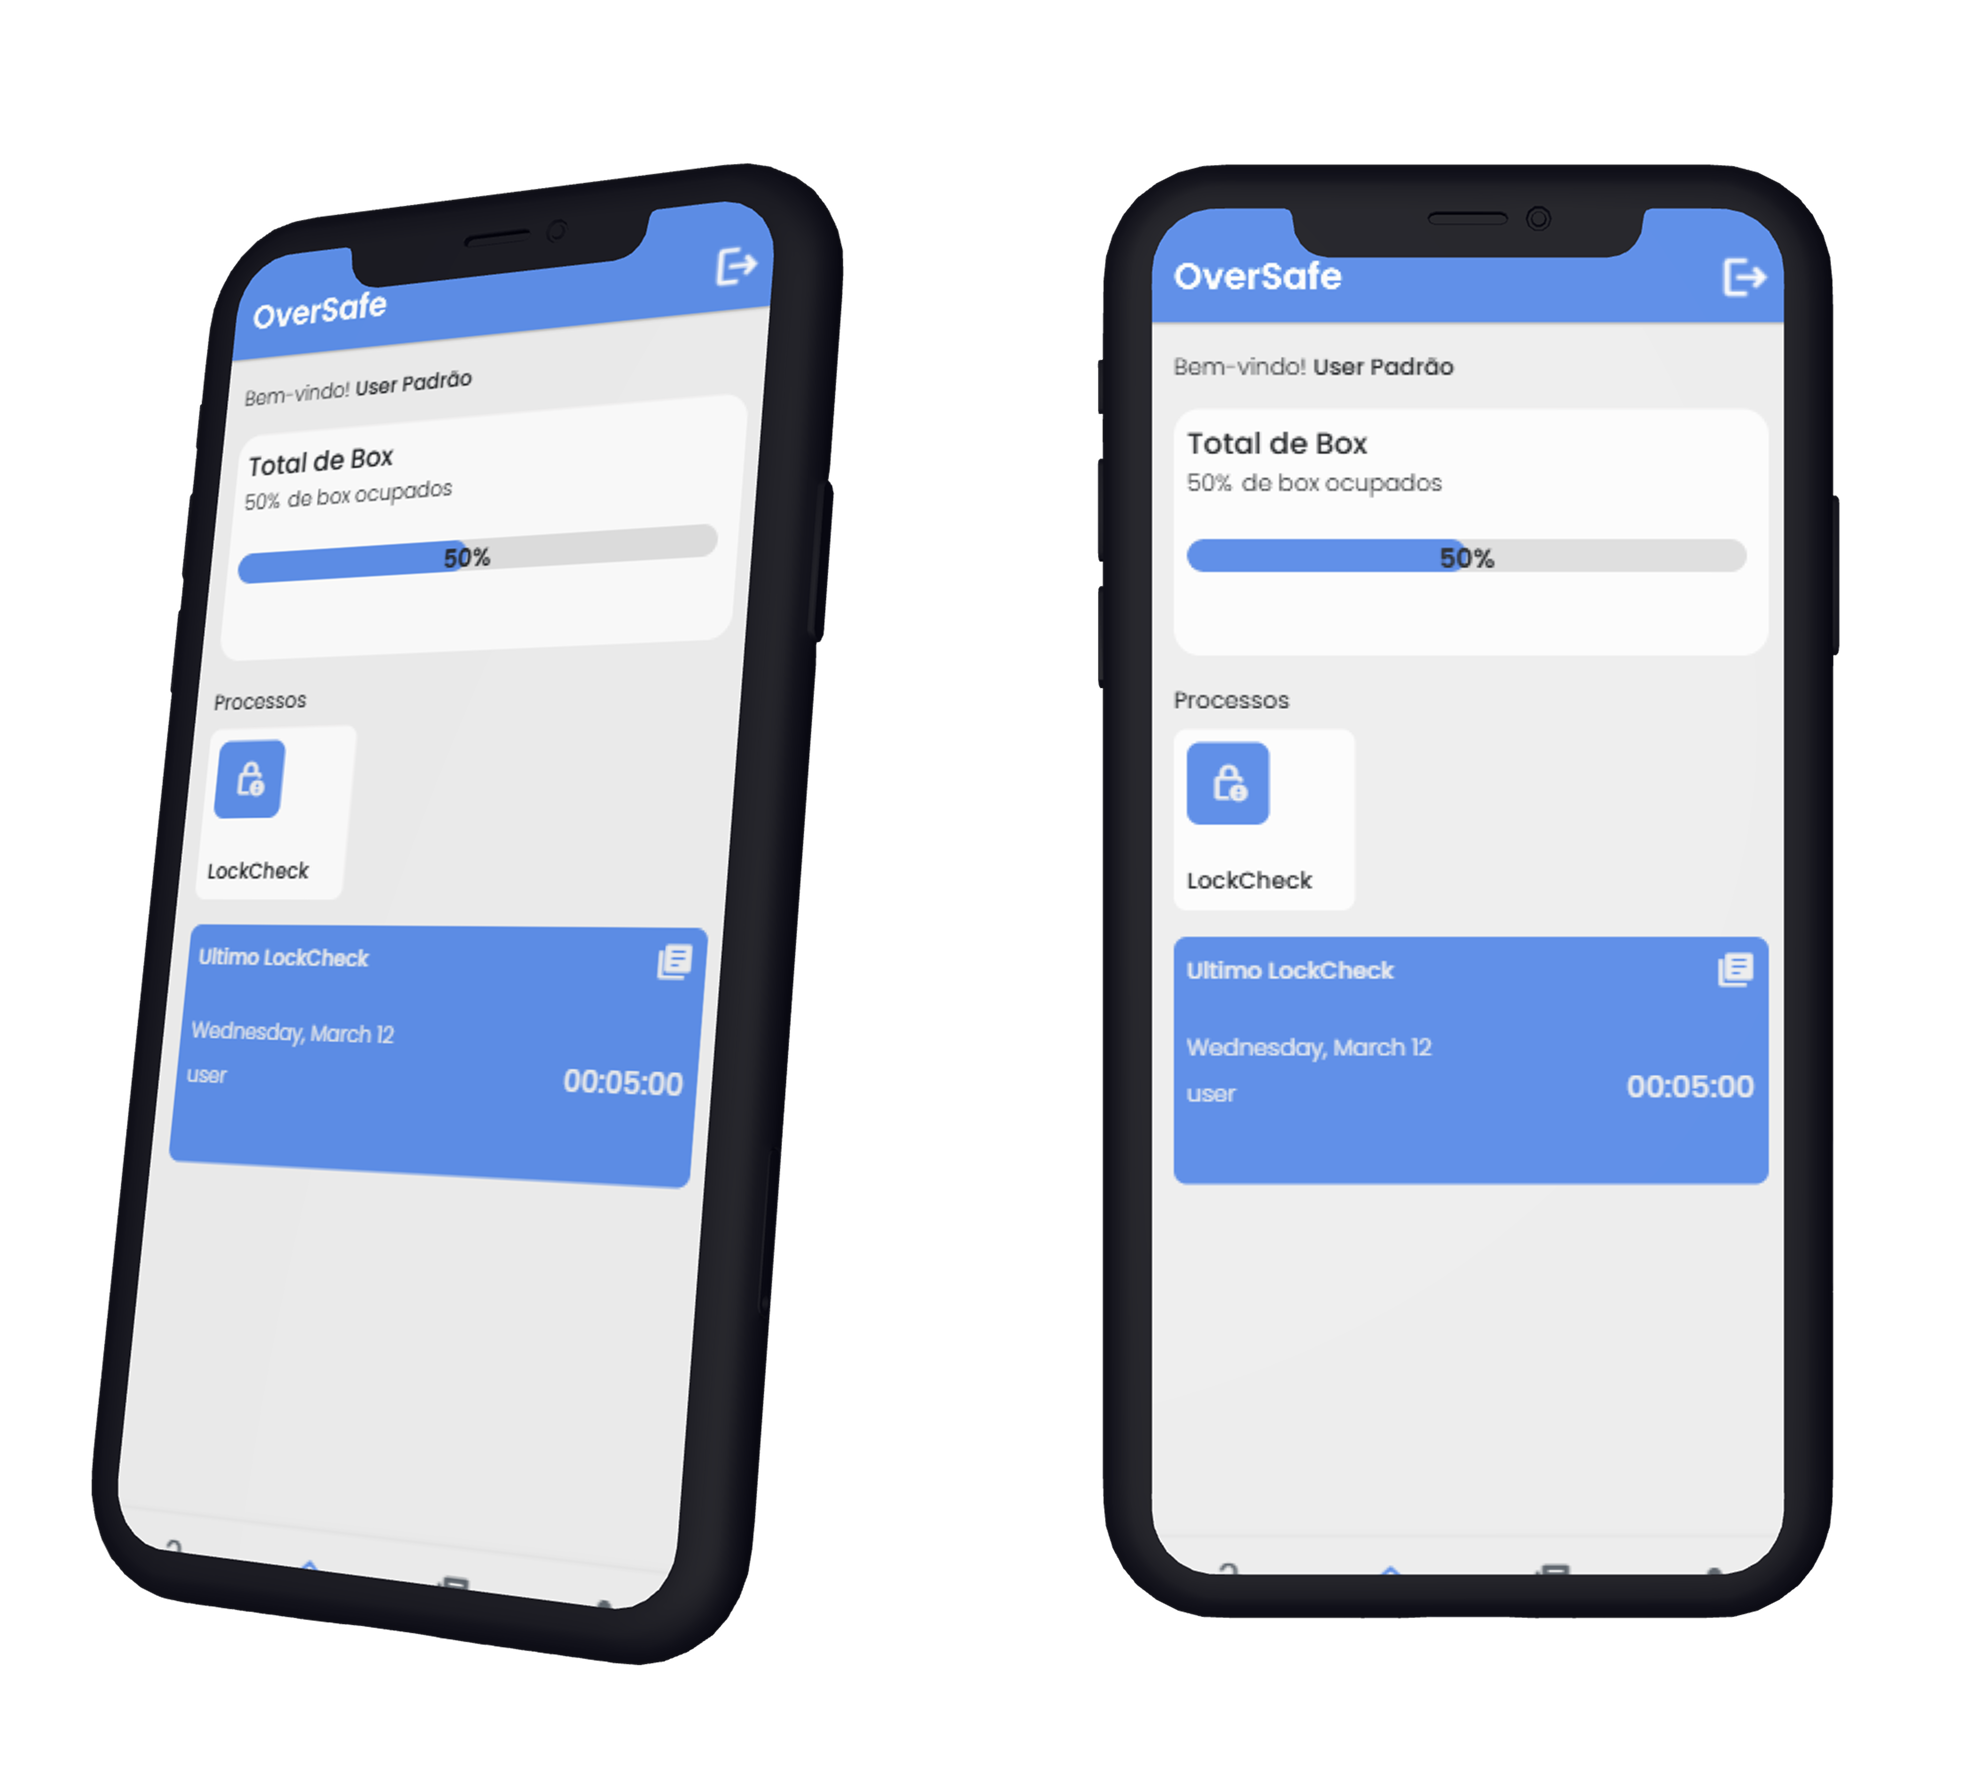 OverSafe
Bem-vindo! User Padrão
Total de Box
50% de box ocupados
50%
Processos
LockCheck
Ultimo LockCheck
Wednesday, March 12
user
00:05:00
OverSafe
Bem-vindo! User Padrão
Total de Box
50% de box ocupados
50%
Processos
LockCheck
Ultimo LockCheck
Wednesday, March 12
user
00:05:00